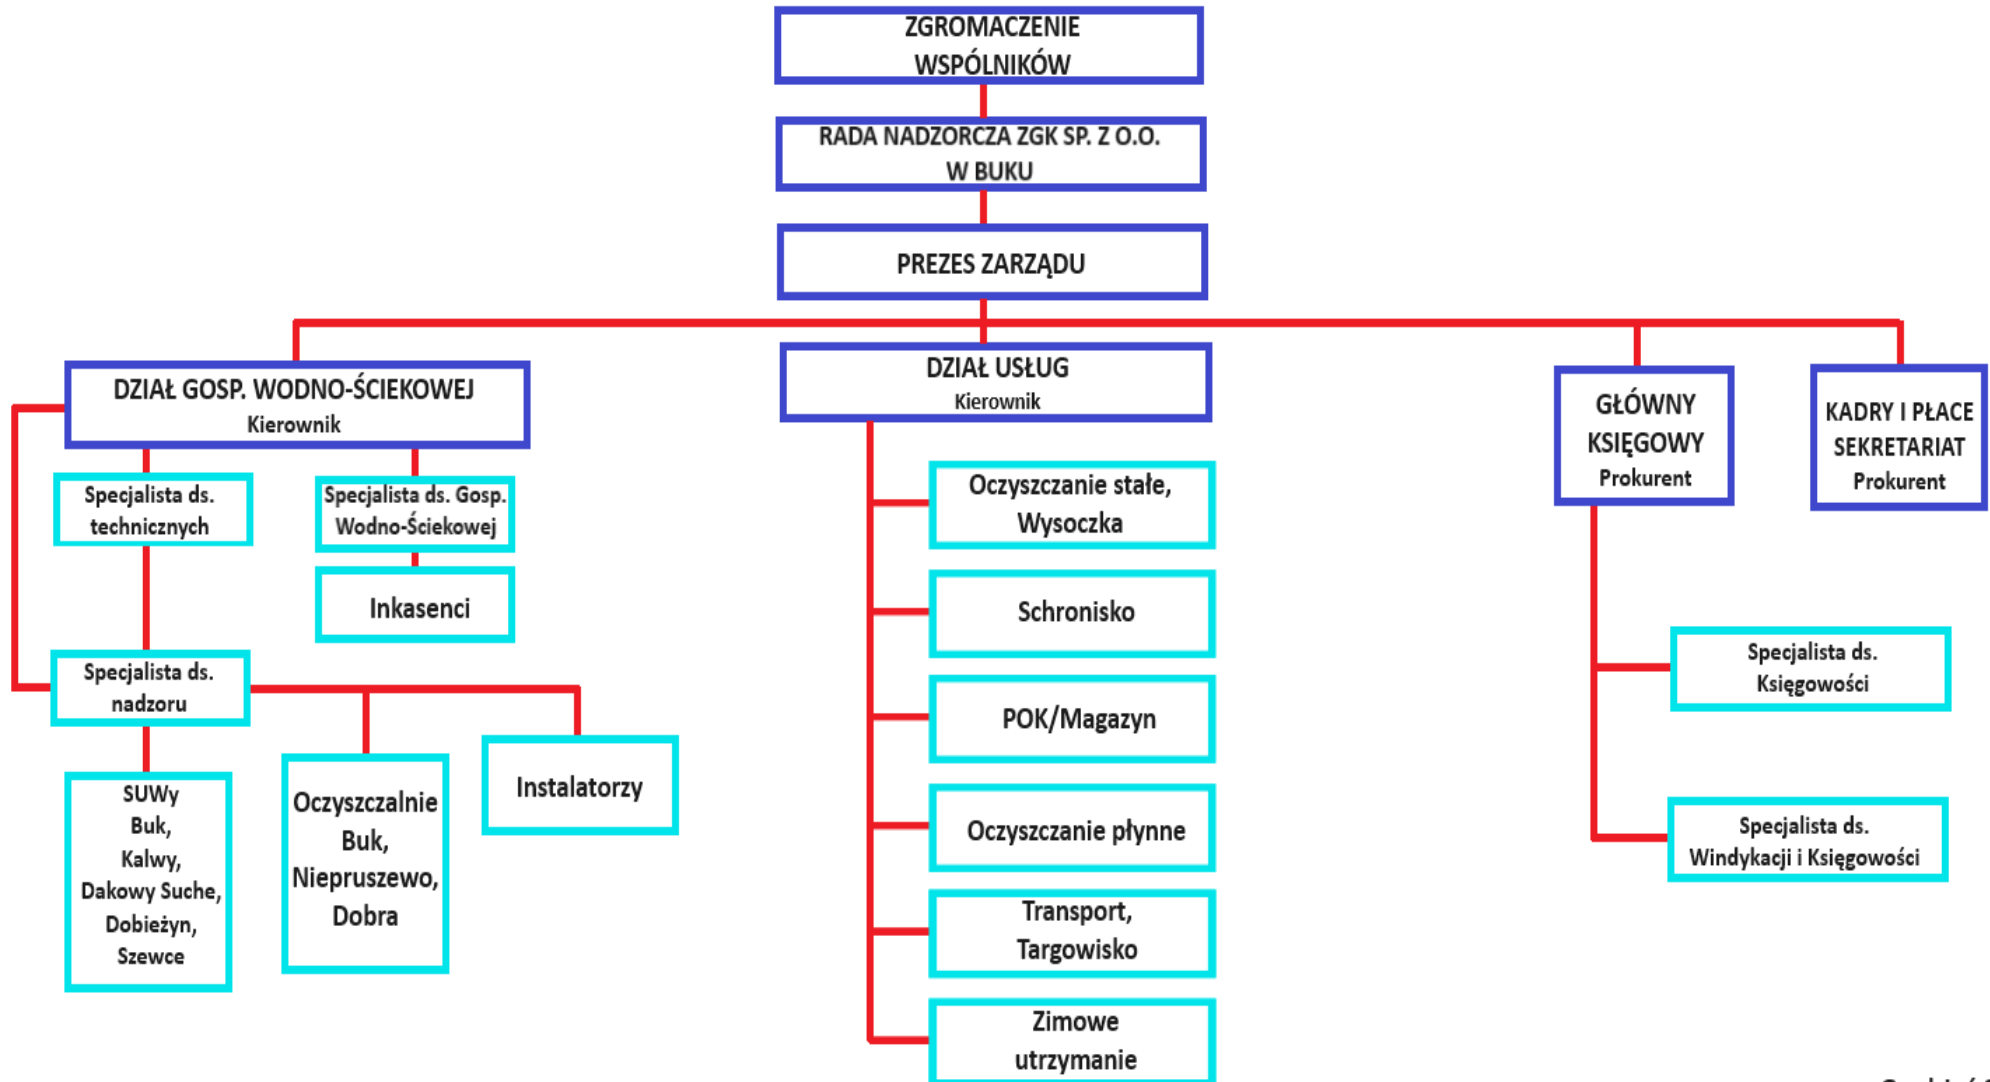 ZGROMACZENIE
WSPÓLNIKÓW
RADA NADZORCZA ZGK SP. Z O.O.
W BUKU
PREZES ZARZĄDU
DZIAŁ GOSP. WODNO-ŚCIEKOWEJ
Kierownik
DZIAŁ USŁUG
Kierownik
GŁÓWNY
KSIĘGOWY
Prokurent
KADRY I PŁACE
SEKRETARIAT
Prokurent
Specjalista ds.
technicznych
Specjalista ds. Gosp.
Wodno-Ściekowej
Inkasenci
Specjalista ds.
nadzoru
SUWy
Buk,
Kalwy,
Dakowy Suche,
Dobieżyn,
Szewce
Oczyszczalnie
Buk,
Niepruszewo,
Dobra
Instalatorzy
Oczyszczanie stałe,
Wysoczka
Schronisko
POK/Magazyn
Oczyszczanie płynne
Transport,
Targowisko
Zimowe
utrzymanie
Specjalista ds.
Księgowości
Specjalista ds.
Windykacji i Księgowości